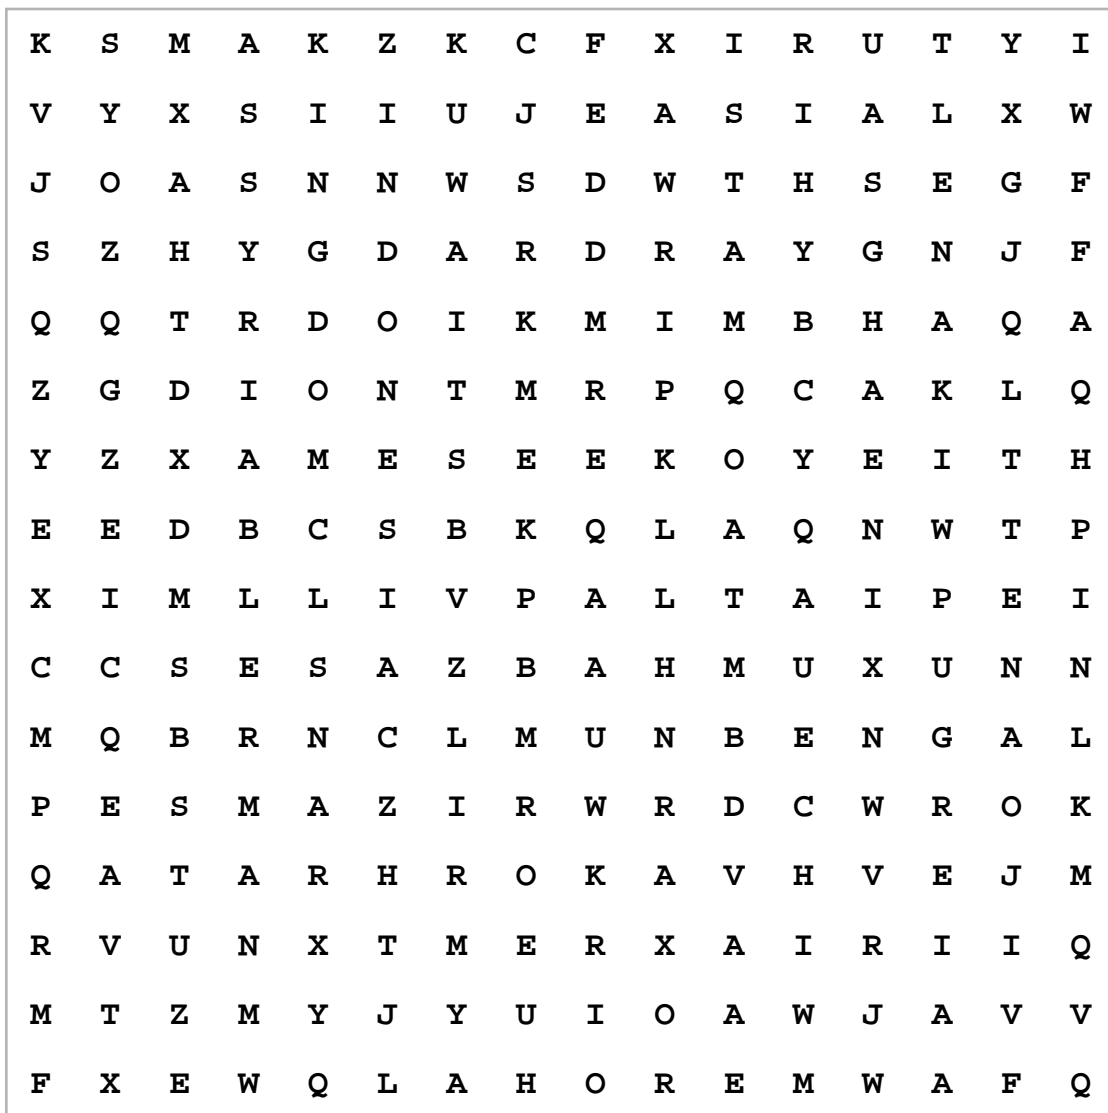 K S M A K Z K C F X I R U T Y I
V Y X S I I U J E A S I A L X W
J O A S N N W S D W T H S E G F
S Z H Y G D A R D R A Y G N J F
Q Q T R D O I K M I M B H A Q A
Z G D I O N T M R P Q C A K L Q
Y Z X A M E S E E K O Y E I T H
E E D B C S B K Q L A Q N W T P
X I M L L I V P A L T A I P E I
C C S E S A Z B A H M U X U N N
M Q B R N C L M U N B E N G A L
P E S M A Z I R W R D C W R O K
Q A T A R H R O K A V H V E J M
R V U N X T M E R X A I R I I Q
M T Z M Y J Y U I O A W J A V V
F X E W Q L A H O R E M W A F Q